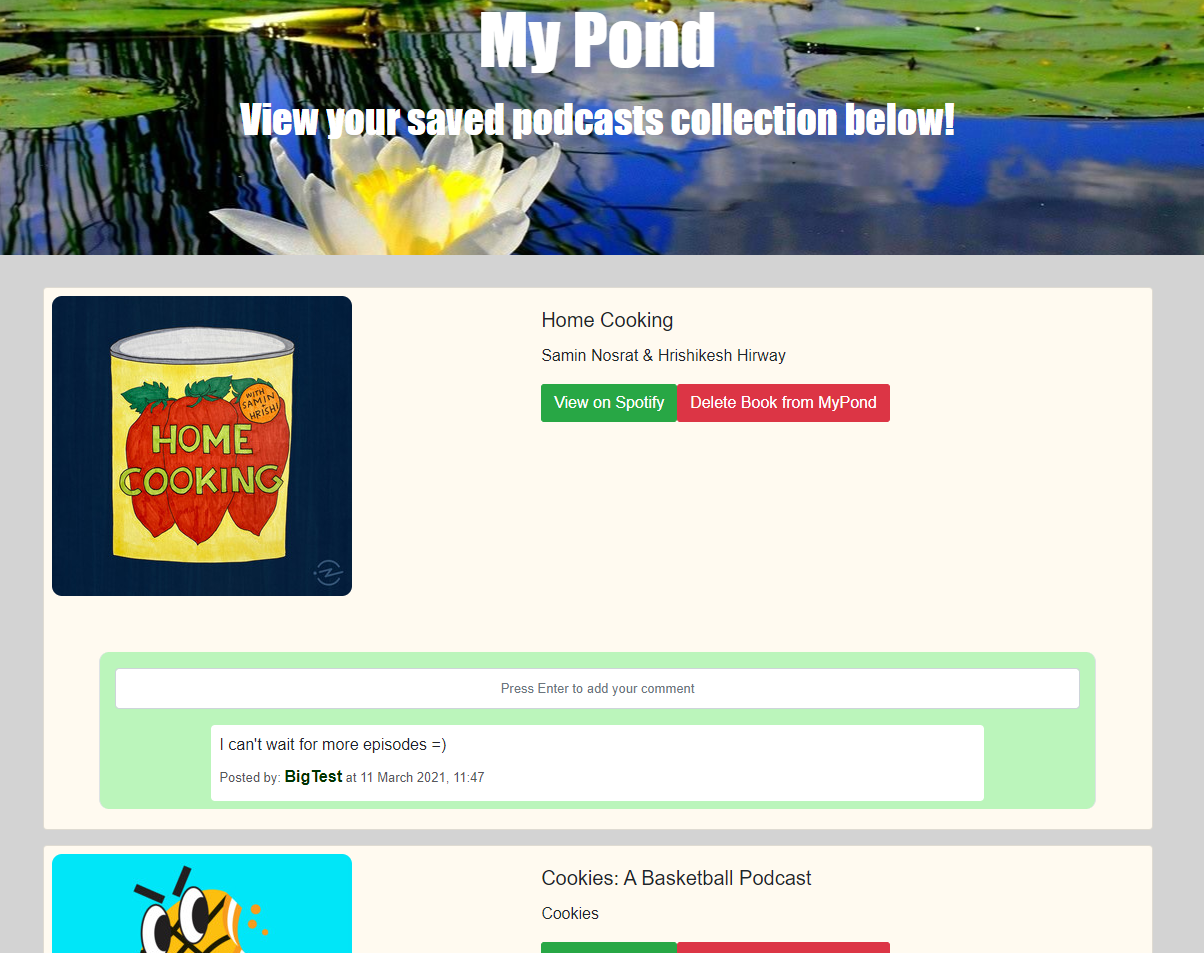 My Pond
View your saved podcasts collection below!
WITH
SAMIN
+
HRISHI
HOME
COOKING
Home Cooking
Samin Nosrat & Hrishikesh Hirway
View on Spotify
Delete Book from MyPond
Press Enter to add your comment
I can't wait for more episodes =)
Posted by: BigTest at 11 March 2021, 11:47
Cookies: A Basketball Podcast
Cookies